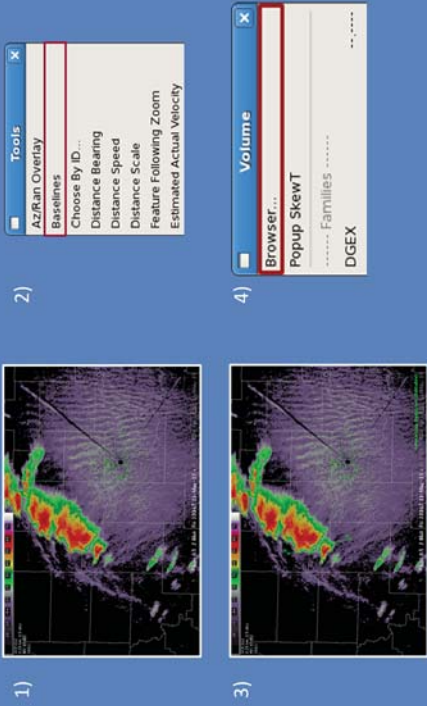 1)
2)
Tools
Az/Ran Overlay
Baselines
Choose By ID...
Distance Bearing
Distance Speed
Distance Scale
Feature Following Zoom
Estimated Actual Velocity
3)
4)
Volume
Browser...
Popup SkewT
------ Families ------
DGEX --.----